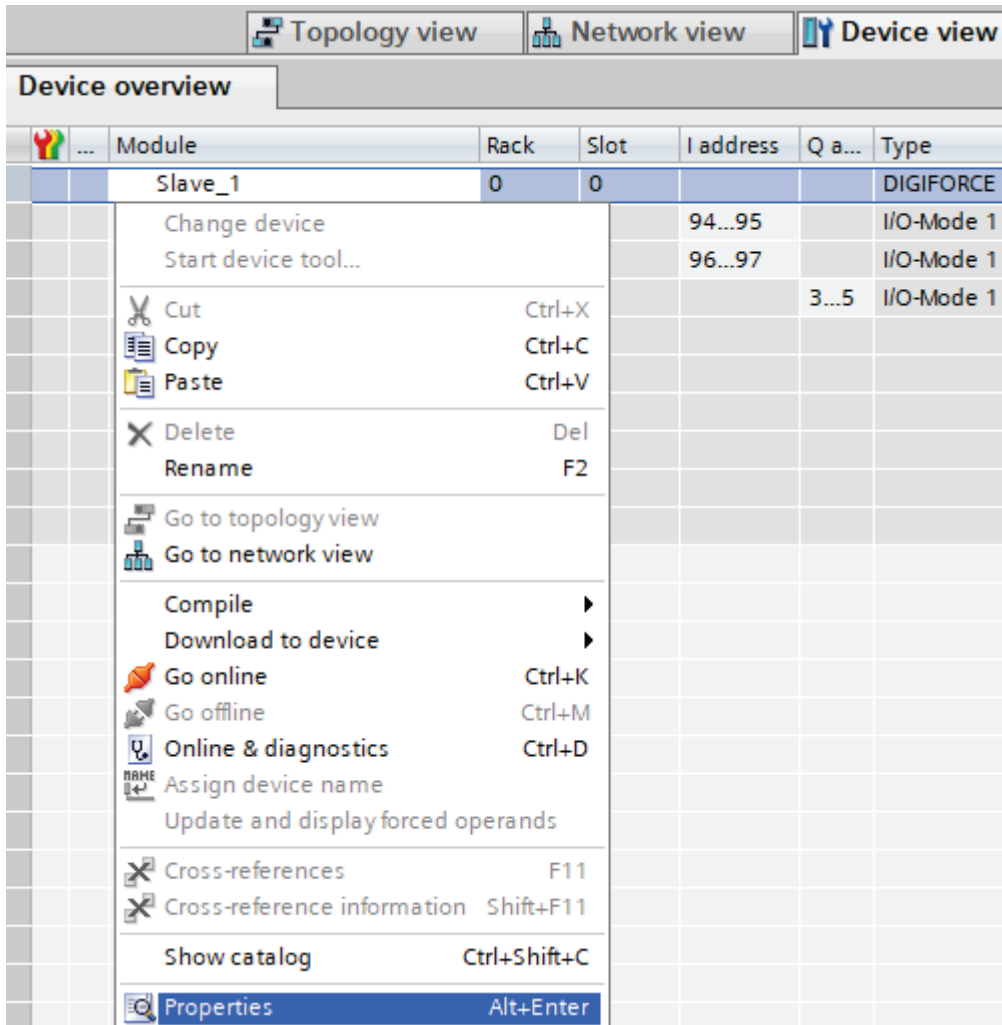 Topology view Network view Device view
Device overview
... Module Rack Slot I address Q a... Type
Slave_1 0 0 DIGIFORCE
Change device 94...95 I/O-Mode 1
Start device tool... 96...97 I/O-Mode 1
Cut Ctrl+X 3...5 I/O-Mode 1
Copy Ctrl+C
Paste Ctrl+V
Delete Del
Rename F2
Go to topology view
Go to network view
Compile
Download to device
Go online Ctrl+K
Go offline Ctrl+M
Online & diagnostics Ctrl+D
NAME Assign device name
Update and display forced operands
Cross-references F11
Cross-reference information Shift+F11
Show catalog Ctrl+Shift+C
Properties Alt+Enter